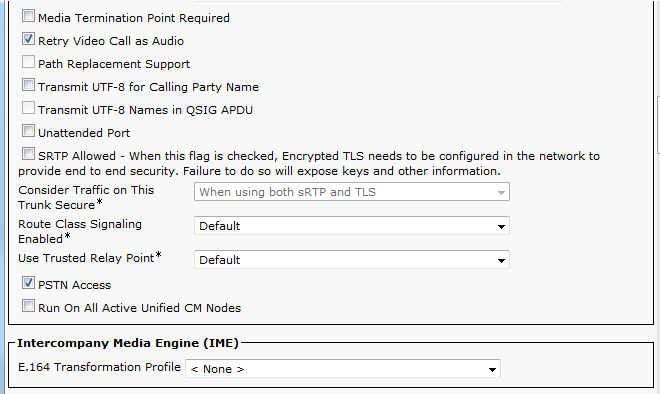 Media Termination Point Required
Retry Video Call as Audio
Path Replacement Support
Transmit UTF-8 for Calling Party Name
Transmit UTF-8 Names in QSIG APDU
Unattended Port
SRTP Allowed - When this flag is checked, Encrypted TLS needs to be configured in the network to
provide end to end security. Failure to do so will expose keys and other information.
Consider Traffic on This
Trunk Secure* When using both sRTP and TLS
Route Class Signaling
Enabled* Default
Use Trusted Relay Point* Default
PSTN Access
Run On All Active Unified CM Nodes
Intercompany Media Engine (IME)
E.164 Transformation Profile < None >